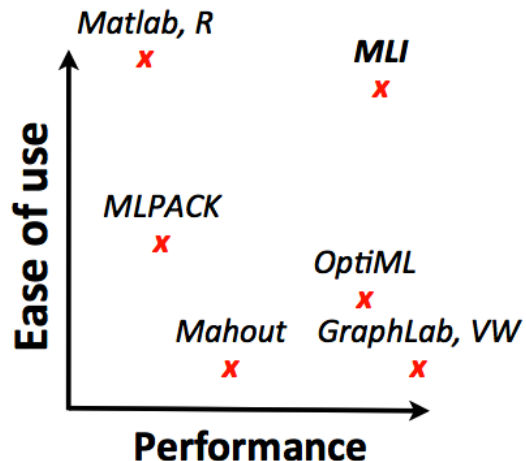 Matlab, R
x
MLI
x
MLPACK
x
OptiML
x
Mahout
x
GraphLab, VW
x
Ease of use
Performance